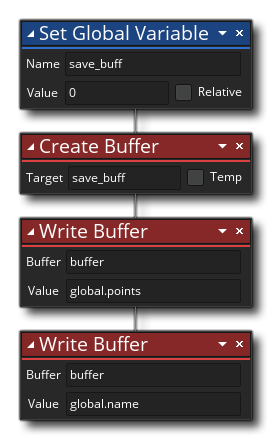 Set Global Variable
Name save_buff
Value 0 Relative
Create Buffer
Target save_buff Temp
Write Buffer
Buffer buffer
Value global.points
Write Buffer
Buffer buffer
Value global.name